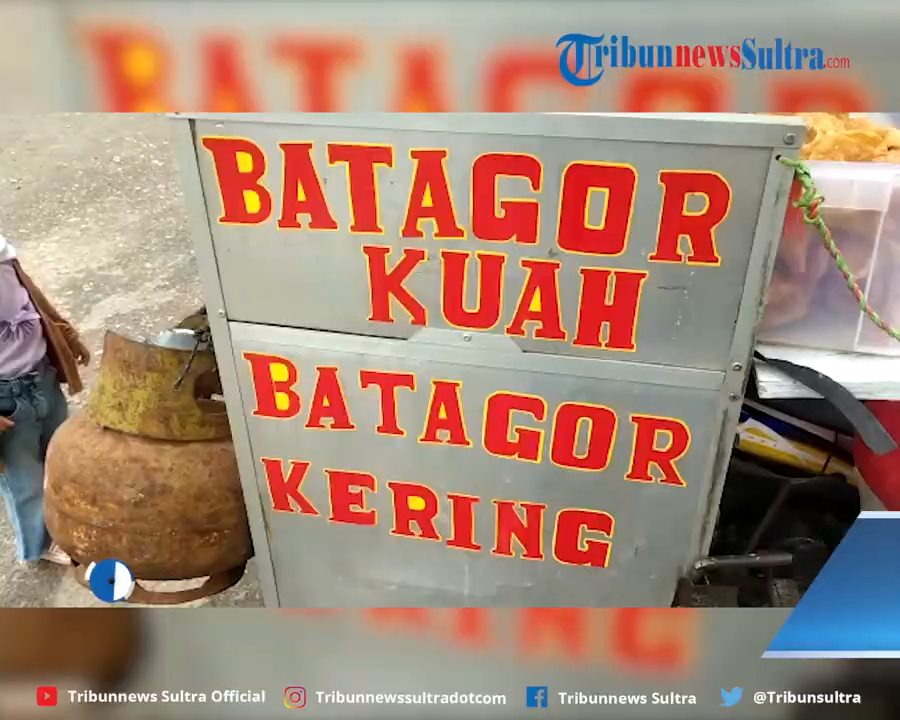 TribunnewsSultra.com
BATAGOR
KUAH
BATAGOR
KERING
Tribunnews Sultra Official
Tribunnewssultradotcom
Tribunnews Sultra
@Tribunsultra